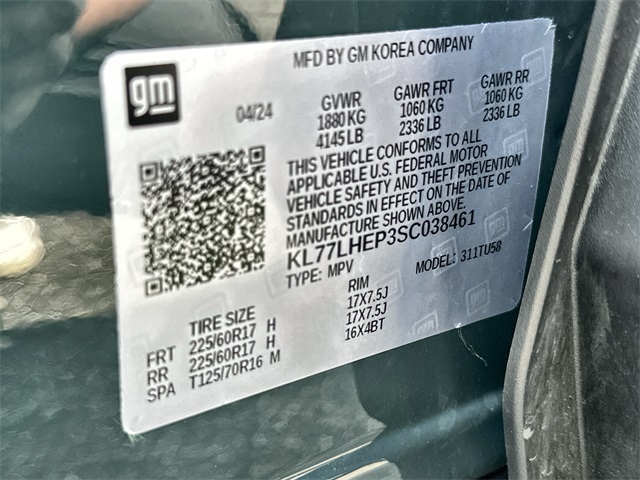 gm
MFD BY GM KOREA COMPANY
04/24
GVWR GAWR FRT GAWR RR
1880 KG 1060 KG 1060 KG
4145 LB 2336 LB 2336 LB
THIS VEHICLE CONFORMS TO ALL
APPLICABLE U.S. FEDERAL MOTOR
VEHICLE SAFETY AND THEFT PREVENTION
STANDARDS IN EFFECT ON THE DATE OF
MANUFACTURE SHOWN ABOVE.
KL77LHEP3SC038461
TYPE: MPV MODEL: 311TU58
TIRE SIZE RIM
FRT 225/60R17 H 17X7.5J
RR 225/60R17 H 17X7.5J
SPA T125/70R16 M 16X4BT